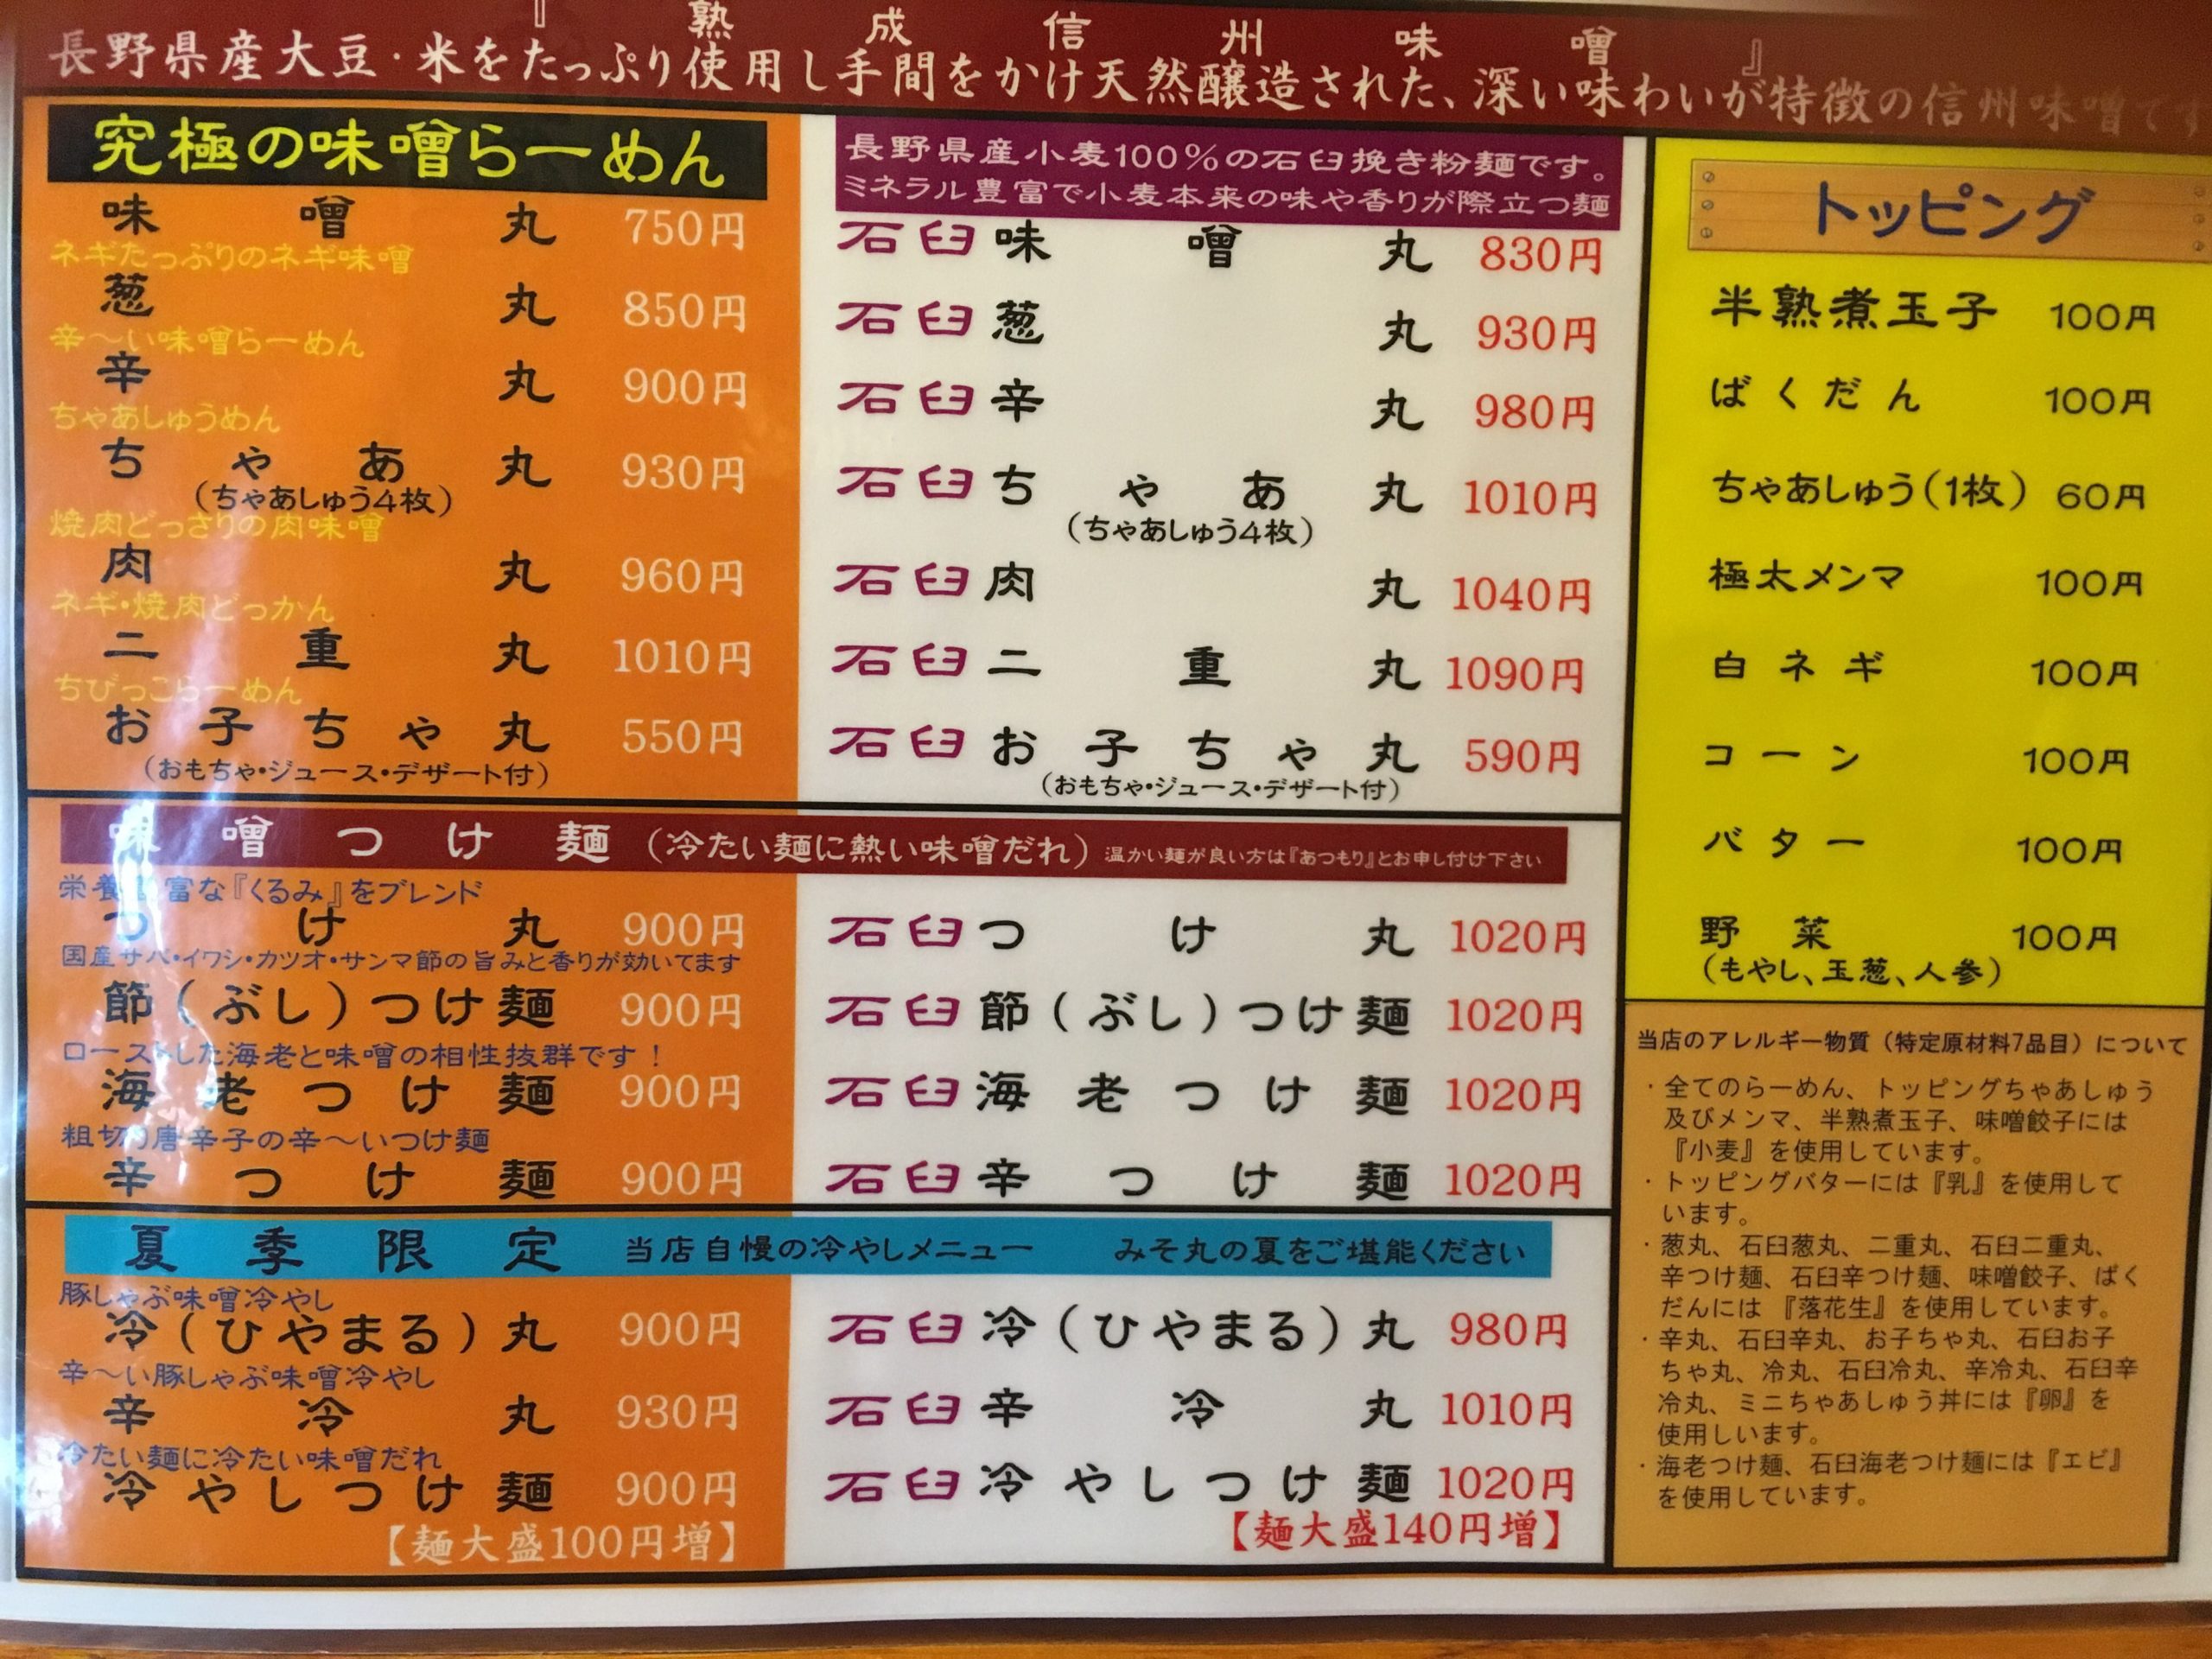 『熟成信州味噌』
長野県産大豆・米をたっぷり使用し手間をかけ天然醸造された、深い味わいが特徴の信州味噌です
究極の味噌らーめん
味噌丸 750円
ネギたっぷりのネギ味噌
葱丸 850円
辛～い味噌らーめん
辛丸 900円
ちゃあしゅうめん
ちゃあ丸 930円
（ちゃあしゅう4枚）
焼肉どっさりの肉味噌
肉丸 960円
ネギ・焼肉どっかん
二重丸 1010円
ちびっこらーめん
お子ちゃ丸 550円
（おもちゃ・ジュース・デザート付）
長野県産小麦100％の石臼挽き粉麺です。
ミネラル豊富で小麦本来の味や香りが際立つ麺
石臼味噌丸 830円
石臼葱丸 930円
石臼辛丸 980円
石臼ちゃあ丸 1010円
（ちゃあしゅう4枚）
石臼肉丸 1040円
石臼二重丸 1090円
石臼お子ちゃ丸 590円
（おもちゃ・ジュース・デザート付）
味噌つけ麺（冷たい麺に熱い味噌だれ）温かい麺が良い方は『あつもり』とお申し付け下さい
栄養豊富な『くるみ』をブレンド
つけ丸 900円
国産サバ・イワシ・カツオ・サンマ節の旨みと香りが効いてます
節（ぶし）つけ麺 900円
ローストした海老と味噌の相性抜群です！
海老つけ麺 900円
粗切り唐辛子の辛～いつけ麺
辛つけ麺 900円
石臼つけ丸 1020円
石臼節（ぶし）つけ麺 1020円
石臼海老つけ麺 1020円
石臼辛つけ麺 1020円
夏季限定 当店自慢の冷やしメニュー みそ丸の夏をご堪能ください
豚しゃぶ味噌冷やし
冷（ひやまる）丸 900円
辛～い豚しゃぶ味噌冷やし
辛冷丸 930円
冷たい麺に冷たい味噌だれ
冷やしつけ麺 900円
【麺大盛100円増】
石臼冷（ひやまる）丸 980円
石臼辛冷丸 1010円
石臼冷やしつけ麺 1020円
【麺大盛140円増】
トッピング
半熟煮玉子 100円
ばくだん 100円
ちゃあしゅう（1枚） 60円
極太メンマ 100円
白ネギ 100円
コーン 100円
バター 100円
野菜 100円
（もやし、玉葱、人参）
当店のアレルギー物質（特定原材料7品目）について
・全てのらーめん、トッピングちゃあしゅう
及びメンマ、半熟煮玉子、味噌餃子には
『小麦』を使用しています。
・トッピングバターには『乳』を使用して
います。
・葱丸、石臼葱丸、二重丸、石臼二重丸、
辛つけ麺、石臼辛つけ麺、味噌餃子、ばく
だんには『落花生』を使用しています。
・辛丸、石臼辛丸、お子ちゃ丸、石臼お子
ちゃ丸、冷丸、石臼冷丸、辛冷丸、石臼辛
冷丸、ミニちゃあしゅう丼には『卵』を
使用しいます。
・海老つけ麺、石臼海老つけ麺には『エビ』
を使用しています。